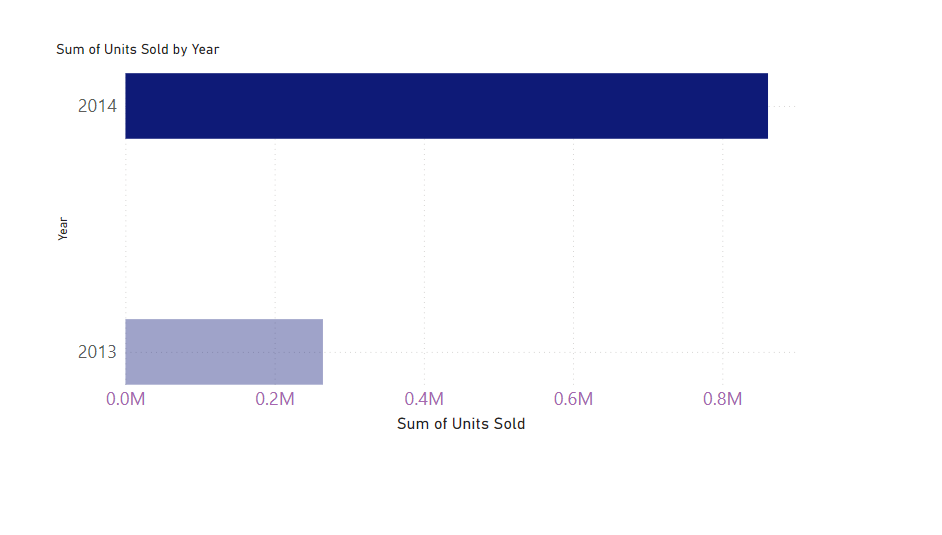 Sum of Units Sold by Year
2014
Year
2013
0.0M 0.2M 0.4M 0.6M 0.8M
Sum of Units Sold